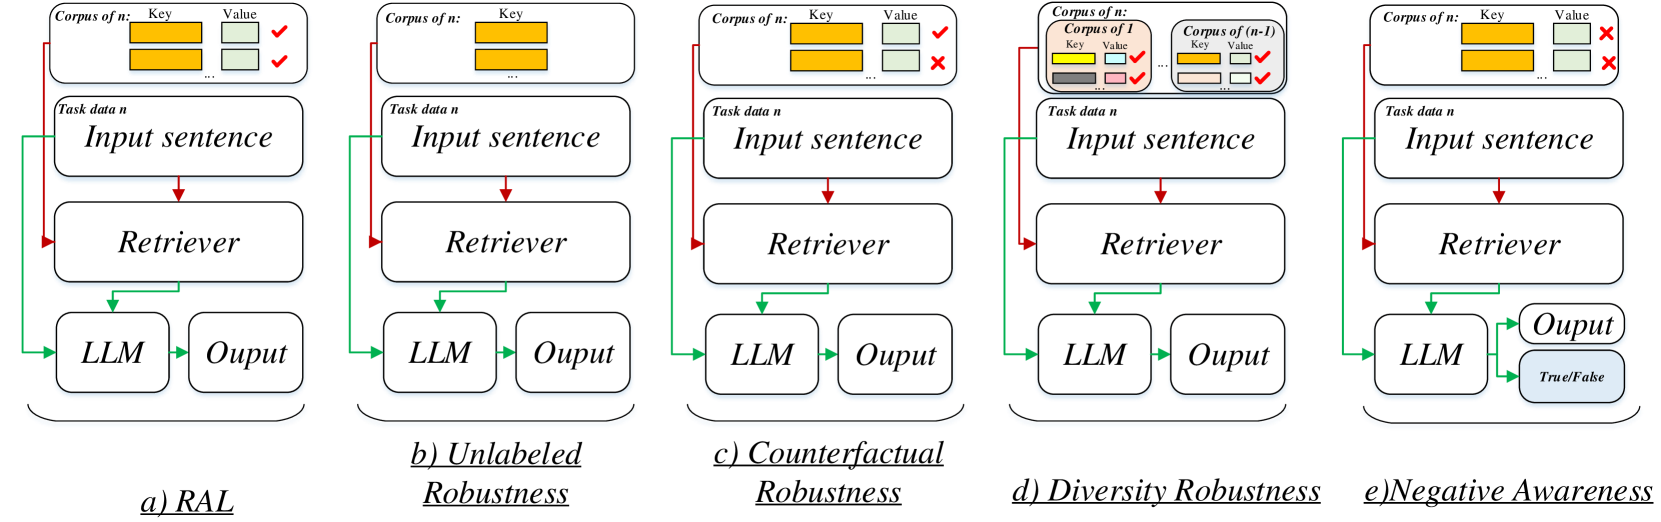 Corpus of n: Key Value
...
Task data n
Input sentence
Retriever
LLM
Ouput
a) RAL
Corpus of n: Key
...
Task data n
Input sentence
Retriever
LLM
Ouput
b) Unlabeled
Robustness
Corpus of n: Key Value
...
Task data n
Input sentence
Retriever
LLM
Ouput
c) Counterfactual
Robustness
Corpus of n:
Corpus of 1
Key Value
...
...
Corpus of (n-1)
Key Value
...
Task data n
Input sentence
Retriever
LLM
Ouput
d) Diversity Robustness
Corpus of n: Key Value
...
Task data n
Input sentence
Retriever
LLM
Ouput
True/False
e)Negative Awareness